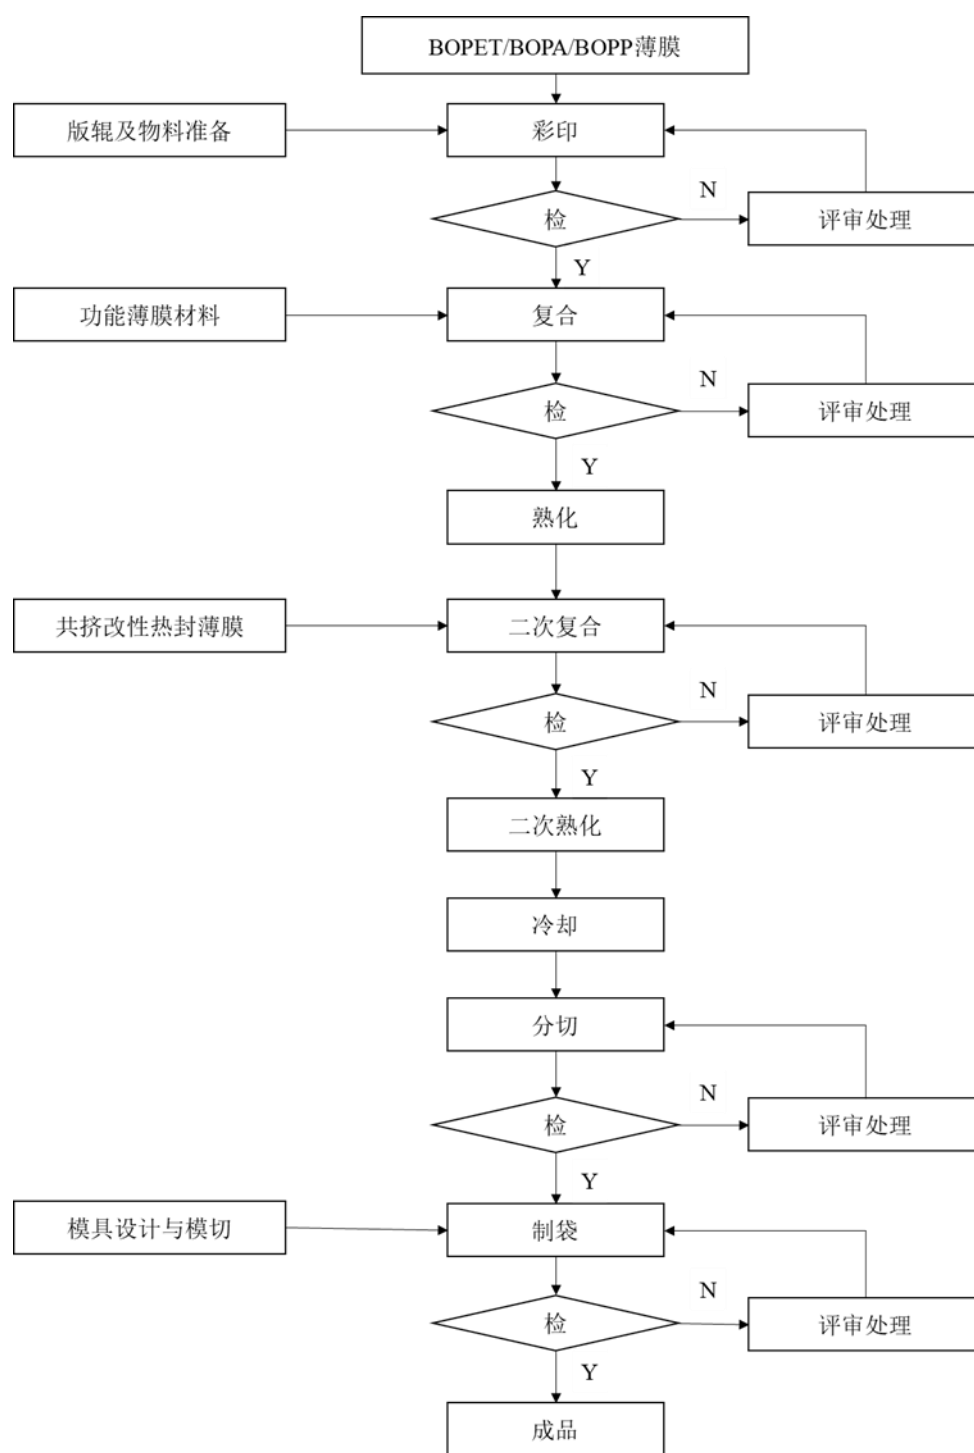 BOPET/BOPA/BOPP薄膜
版辊及物料准备
彩印
检
N
评审处理
Y
功能薄膜材料
复合
检
N
评审处理
Y
熟化
共挤改性热封薄膜
二次复合
检
N
评审处理
Y
二次熟化
冷却
分切
检
N
评审处理
Y
模具设计与模切
制袋
检
N
评审处理
Y
成品